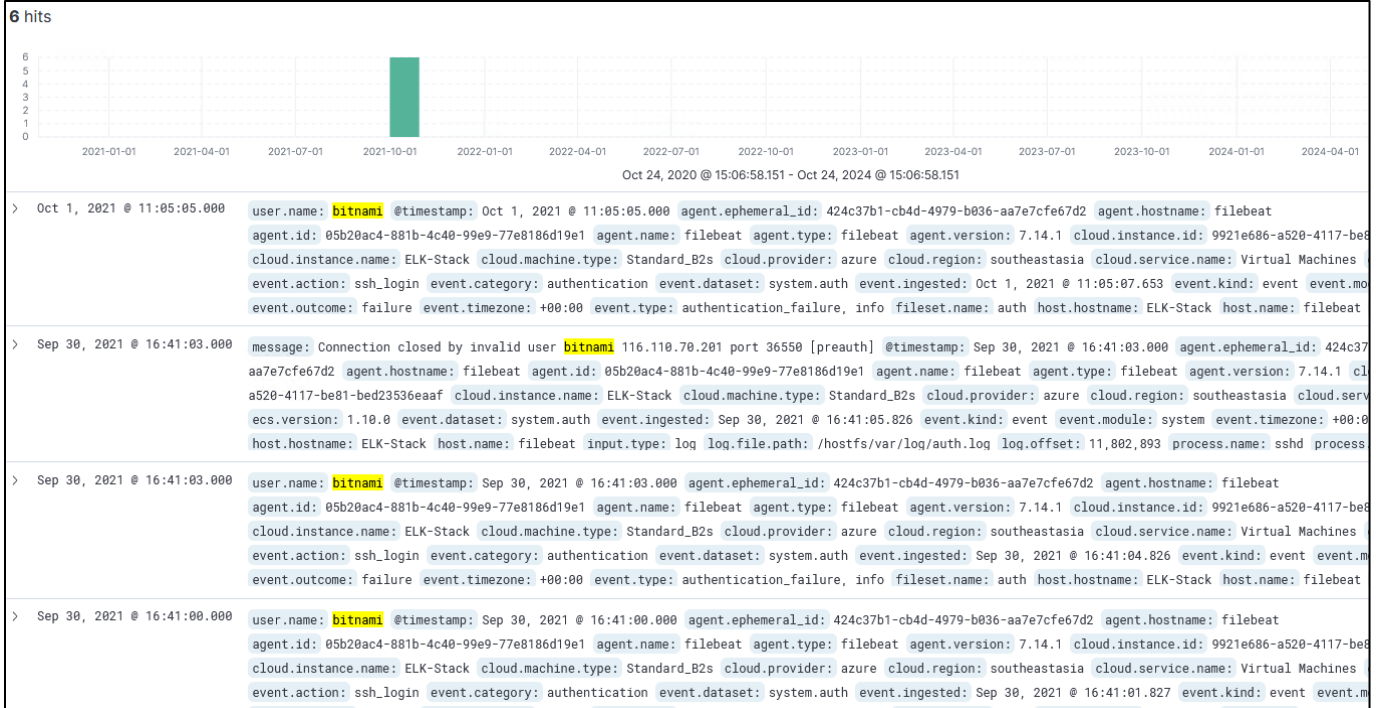 6 hits
6
5
4
3
2
1
0
2021-01-01 2021-04-01 2021-07-01 2021-10-01 2022-01-01 2022-04-01 2022-07-01 2022-10-01 2023-01-01 2023-04-01 2023-07-01 2023-10-01 2024-01-01 2024-04-01
Oct 24, 2020 @ 15:06:58.151 - Oct 24, 2024 @ 15:06:58.151
> Oct 1, 2021 @ 11:05:05.000 user.name: bitnami @timestamp: Oct 1, 2021 @ 11:05:05.000 agent.ephemeral_id: 424c37b1-cb4d-4979-b036-aa7e7cfe67d2 agent.hostname: filebeat
agent.id: 05b20ac4-881b-4c40-99e9-77e8186d19e1 agent.name: filebeat agent.type: filebeat agent.version: 7.14.1 cloud.instance.id: 9921e686-a520-4117-be8
cloud.instance.name: ELK-Stack cloud.machine.type: Standard_B2s cloud.provider: azure cloud.region: southeastasia cloud.service.name: Virtual Machines
event.action: ssh_login event.category: authentication event.dataset: system.auth event.ingested: Oct 1, 2021 @ 11:05:07.653 event.kind: event event.mo
event.outcome: failure event.timezone: +00:00 event.type: authentication_failure, info fileset.name: auth host.hostname: ELK-Stack host.name: filebeat
> Sep 30, 2021 @ 16:41:03.000 message: Connection closed by invalid user bitnami 116.110.70.201 port 36550 [preauth] @timestamp: Sep 30, 2021 @ 16:41:03.000 agent.ephemeral_id: 424c37
aa7e7cfe67d2 agent.hostname: filebeat agent.id: 05b20ac4-881b-4c40-99e9-77e8186d19e1 agent.name: filebeat agent.type: filebeat agent.version: 7.14.1 cl
a520-4117-be81-bed23536eaaf cloud.instance.name: ELK-Stack cloud.machine.type: Standard_B2s cloud.provider: azure cloud.region: southeastasia cloud.serv
ecs.version: 1.10.0 event.dataset: system.auth event.ingested: Sep 30, 2021 @ 16:41:05.826 event.kind: event event.module: system event.timezone: +00:0
host.hostname: ELK-Stack host.name: filebeat input.type: log log.file.path: /hostfs/var/log/auth.log log.offset: 11,802,893 process.name: sshd process.
> Sep 30, 2021 @ 16:41:03.000 user.name: bitnami @timestamp: Sep 30, 2021 @ 16:41:03.000 agent.ephemeral_id: 424c37b1-cb4d-4979-b036-aa7e7cfe67d2 agent.hostname: filebeat
agent.id: 05b20ac4-881b-4c40-99e9-77e8186d19e1 agent.name: filebeat agent.type: filebeat agent.version: 7.14.1 cloud.instance.id: 9921e686-a520-4117-be8
cloud.instance.name: ELK-Stack cloud.machine.type: Standard_B2s cloud.provider: azure cloud.region: southeastasia cloud.service.name: Virtual Machines
event.action: ssh_login event.category: authentication event.dataset: system.auth event.ingested: Sep 30, 2021 @ 16:41:04.826 event.kind: event event.m
event.outcome: failure event.timezone: +00:00 event.type: authentication_failure, info fileset.name: auth host.hostname: ELK-Stack host.name: filebeat
> Sep 30, 2021 @ 16:41:00.000 user.name: bitnami @timestamp: Sep 30, 2021 @ 16:41:00.000 agent.ephemeral_id: 424c37b1-cb4d-4979-b036-aa7e7cfe67d2 agent.hostname: filebeat
agent.id: 05b20ac4-881b-4c40-99e9-77e8186d19e1 agent.name: filebeat agent.type: filebeat agent.version: 7.14.1 cloud.instance.id: 9921e686-a520-4117-be8
cloud.instance.name: ELK-Stack cloud.machine.type: Standard_B2s cloud.provider: azure cloud.region: southeastasia cloud.service.name: Virtual Machines
event.action: ssh_login event.category: authentication event.dataset: system.auth event.ingested: Sep 30, 2021 @ 16:41:01.827 event.kind: event event.m